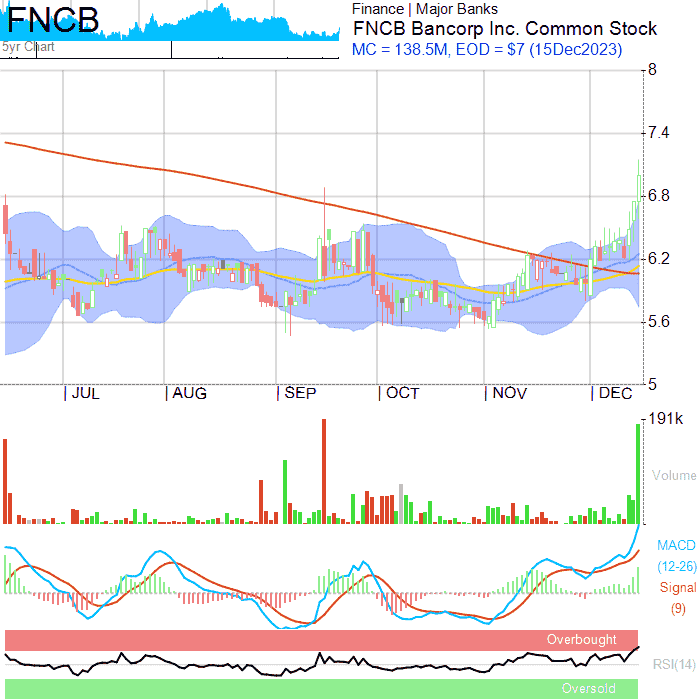 FNCB
5yr Chart
Finance | Major Banks
FNCB Bancorp Inc. Common Stock
MC = 138.5M, EOD = $7 (15Dec2023)
8
7.4
6.8
6.2
5.6
5
| JUL | AUG | SEP | OCT | NOV | DEC
191k
Volume
MACD
(12-26)
Signal
(9)
Overbought
RSI(14)
Oversold